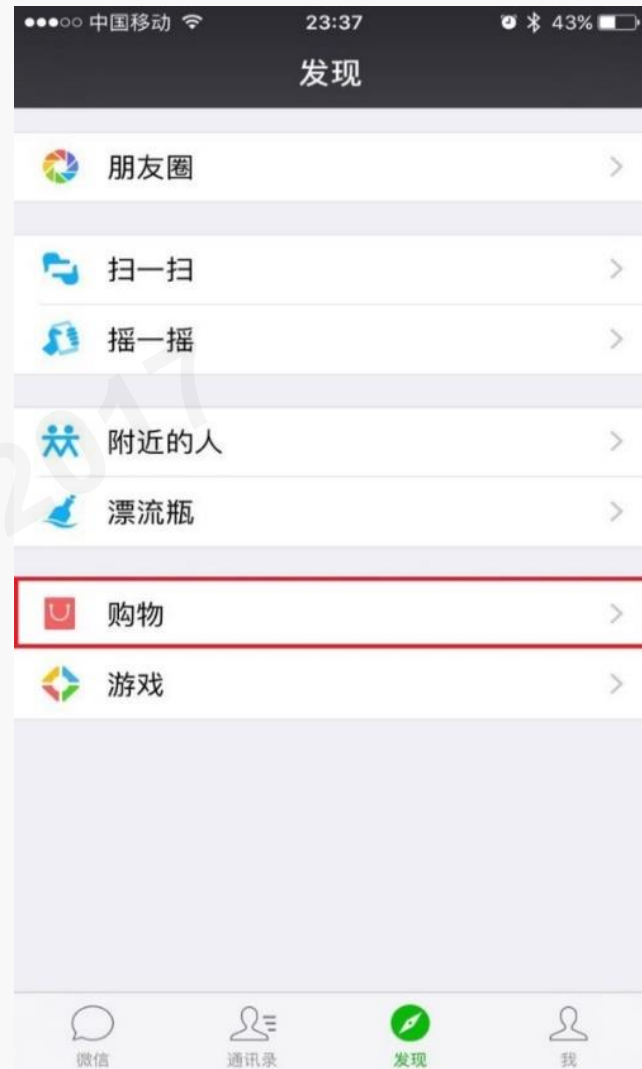 ●●●○○ 中国移动 23:37 43%
发现
朋友圈
扫一扫
摇一摇
附近的人
漂流瓶
购物
游戏
微信 通讯录 发现 我
2017